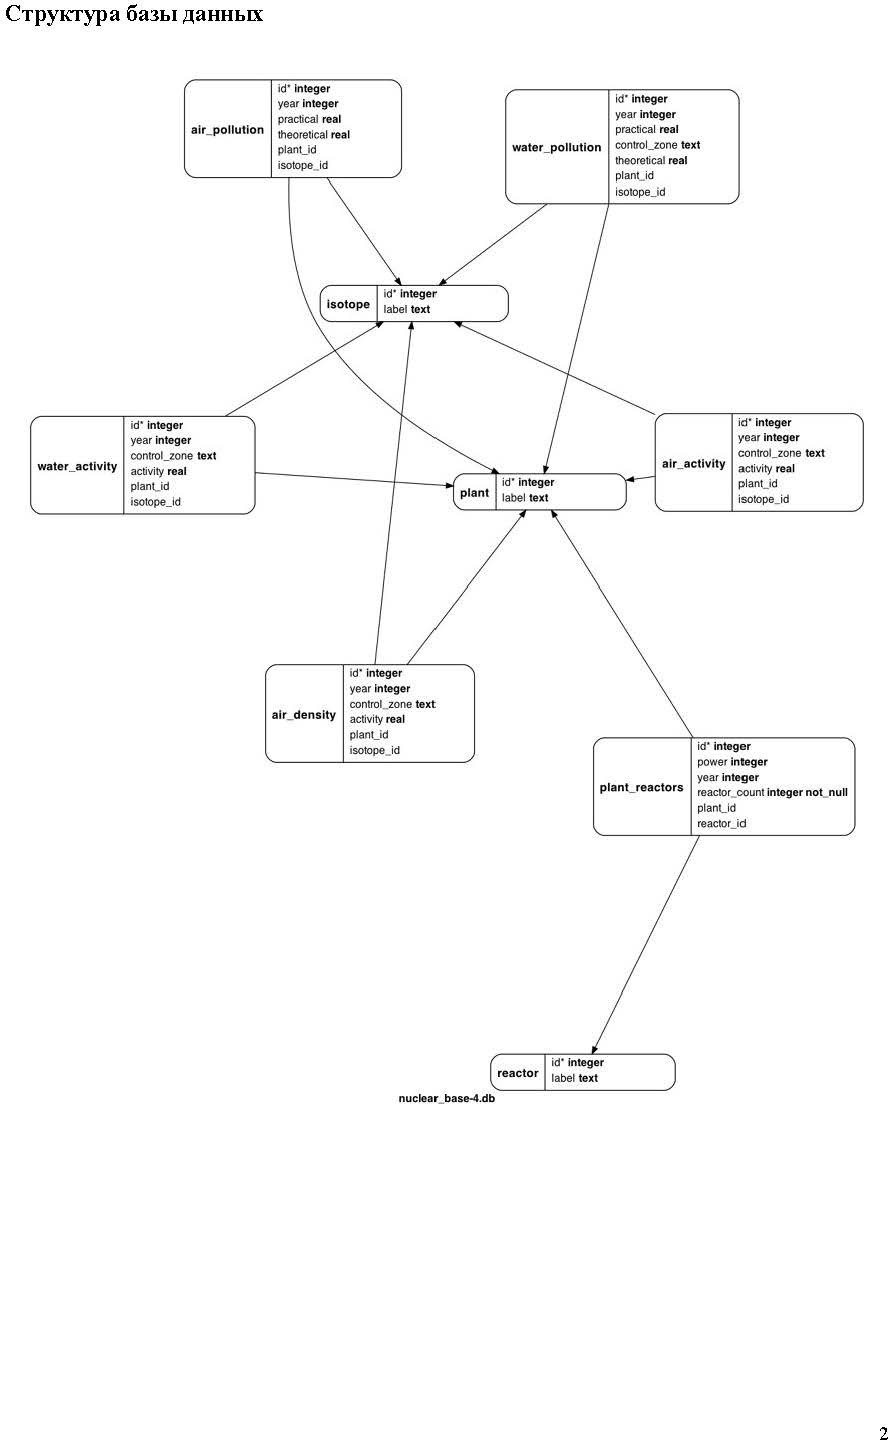 Структура базы данных
air_pollution
id* integer
year integer
practical real
theoretical real
plant_id
isotope_id
water_pollution
id* integer
year integer
practical real
control_zone text
theoretical real
plant_id
isotope_id
isotope
id* integer
label text
water_activity
id* integer
year integer
control_zone text
activity real
plant_id
isotope_id
plant
id* integer
label text
air_activity
id* integer
year integer
control_zone text
activity real
plant_id
isotope_id
air_density
id* integer
year integer
control_zone text
activity real
plant_id
isotope_id
plant_reactors
id* integer
power integer
year integer
reactor_count integer not_null
plant_id
reactor_id
reactor
id* integer
label text
nuclear_base-4.db
2